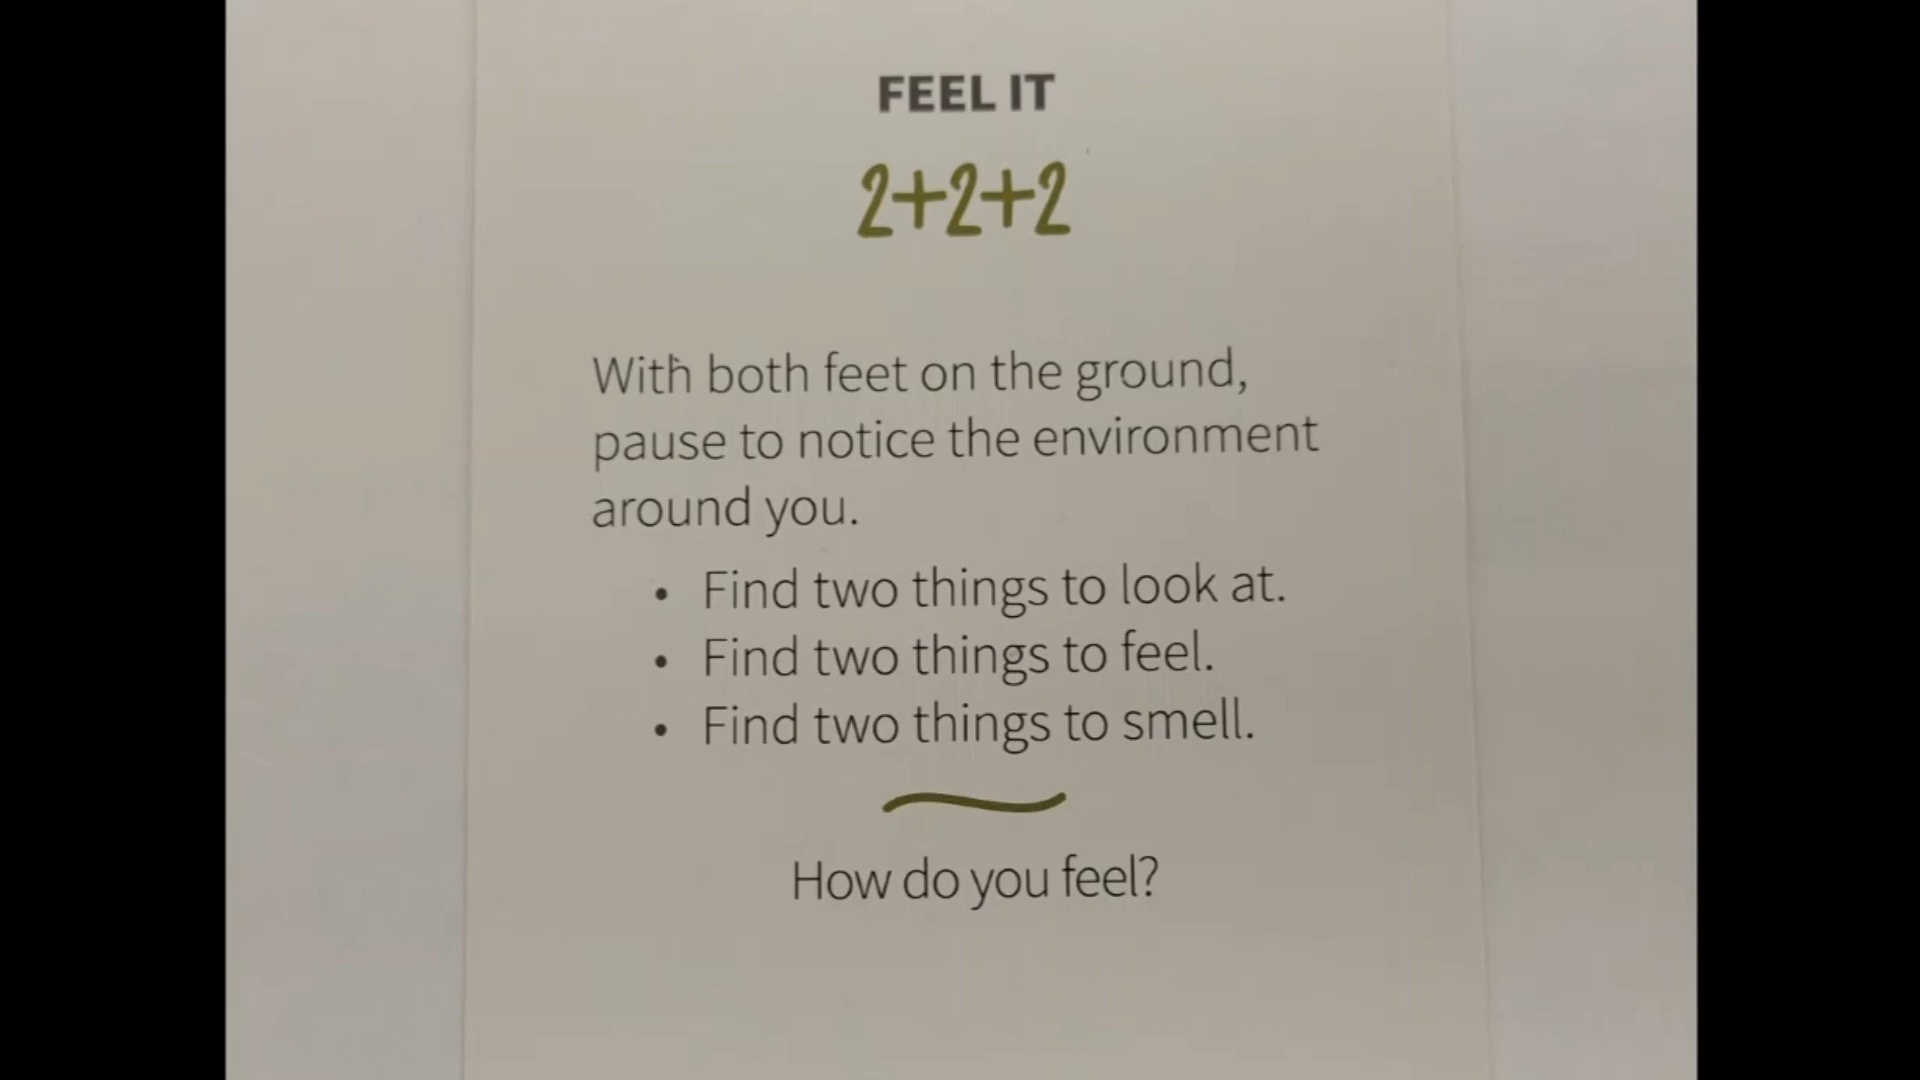 FEEL IT
2+2+2
With both feet on the ground,
pause to notice the environment
around you.
• Find two things to look at.
• Find two things to feel.
• Find two things to smell.
How do you feel?